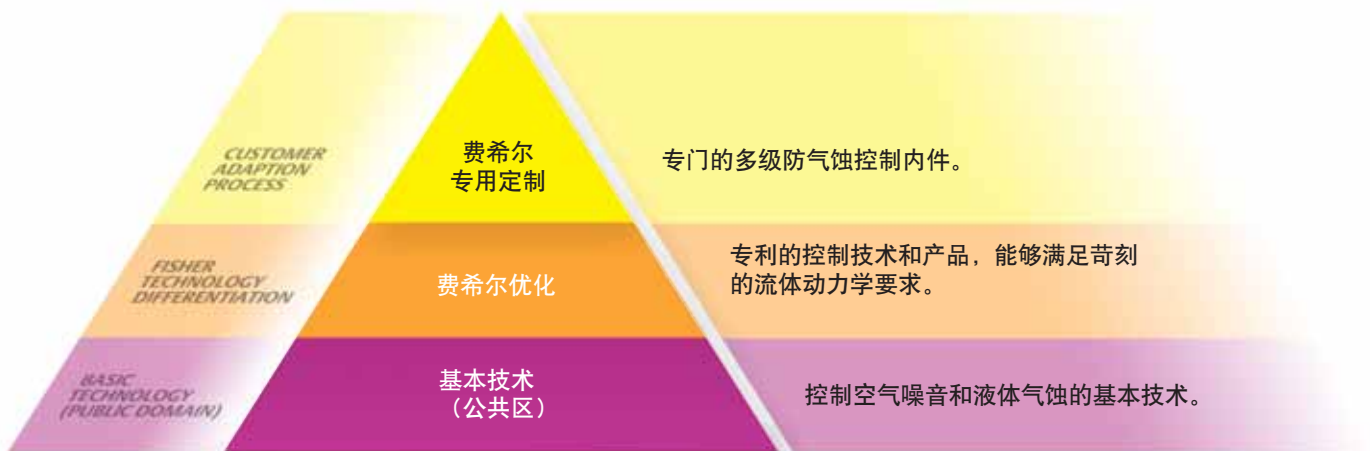 CUSTOMER
ADAPTION
PROCESS
费希尔
专用定制
专门的多级防气蚀控制内件。
FISHER
TECHNOLOGY
DIFFERENTIATION
费希尔优化
专利的控制技术和产品，能够满足苛刻
的流体动力学要求。
BASIC
TECHNOLOGY
(PUBLIC DOMAIN)
基本技术
（公共区）
控制空气噪音和液体气蚀的基本技术。